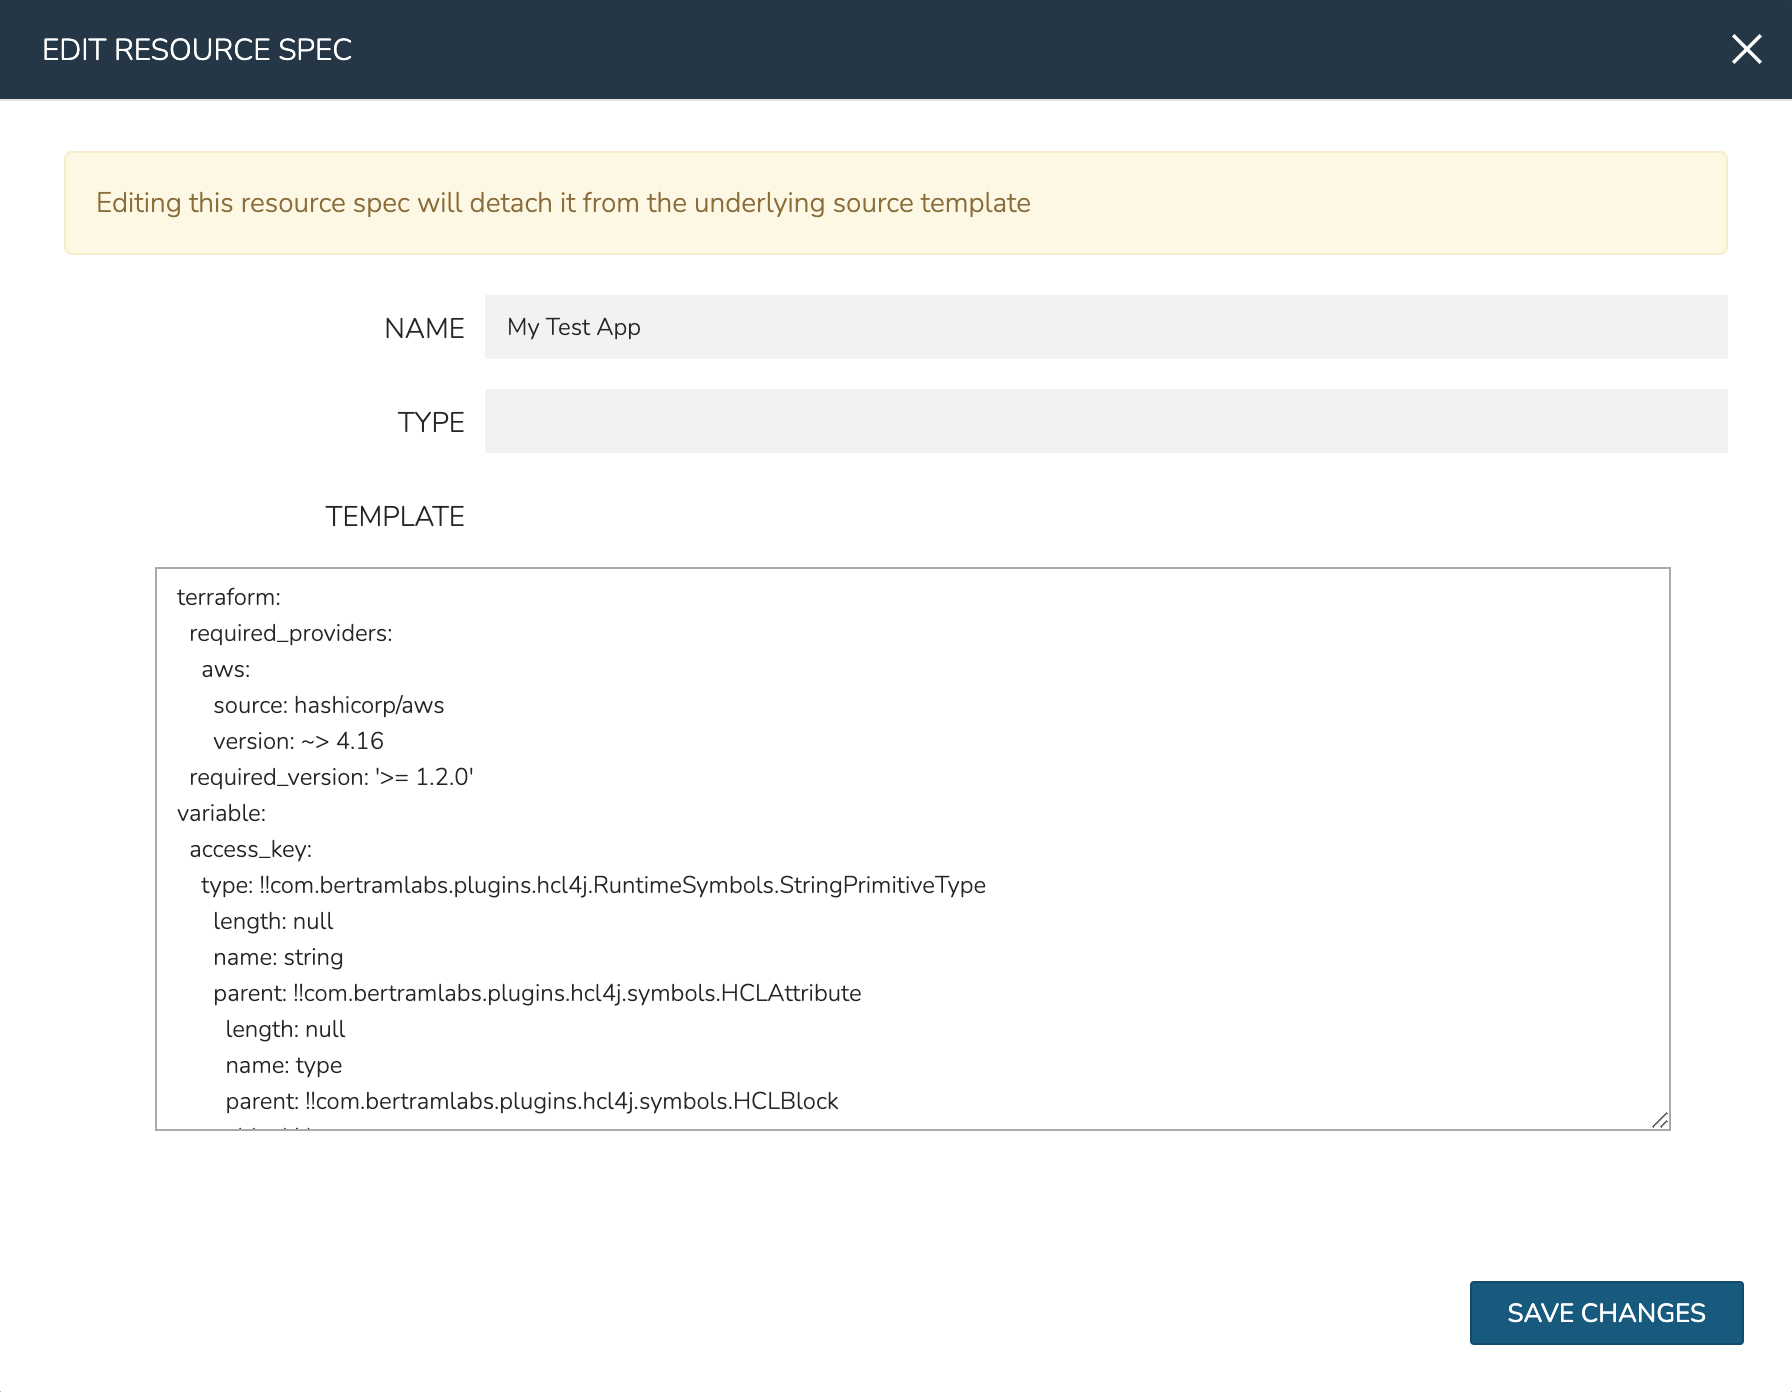 EDIT RESOURCE SPEC
Editing this resource spec will detach it from the underlying source template
NAME My Test App
TYPE
TEMPLATE
terraform:
  required_providers:
    aws:
      source: hashicorp/aws
      version: ~> 4.16
  required_version: '>= 1.2.0'
variable:
  access_key:
    type: !!com.bertramlabs.plugins.hcl4j.RuntimeSymbols.StringPrimitiveType
      length: null
      name: string
      parent: !!com.bertramlabs.plugins.hcl4j.symbols.HCLAttribute
        length: null
        name: type
        parent: !!com.bertramlabs.plugins.hcl4j.symbols.HCLBlock
SAVE CHANGES